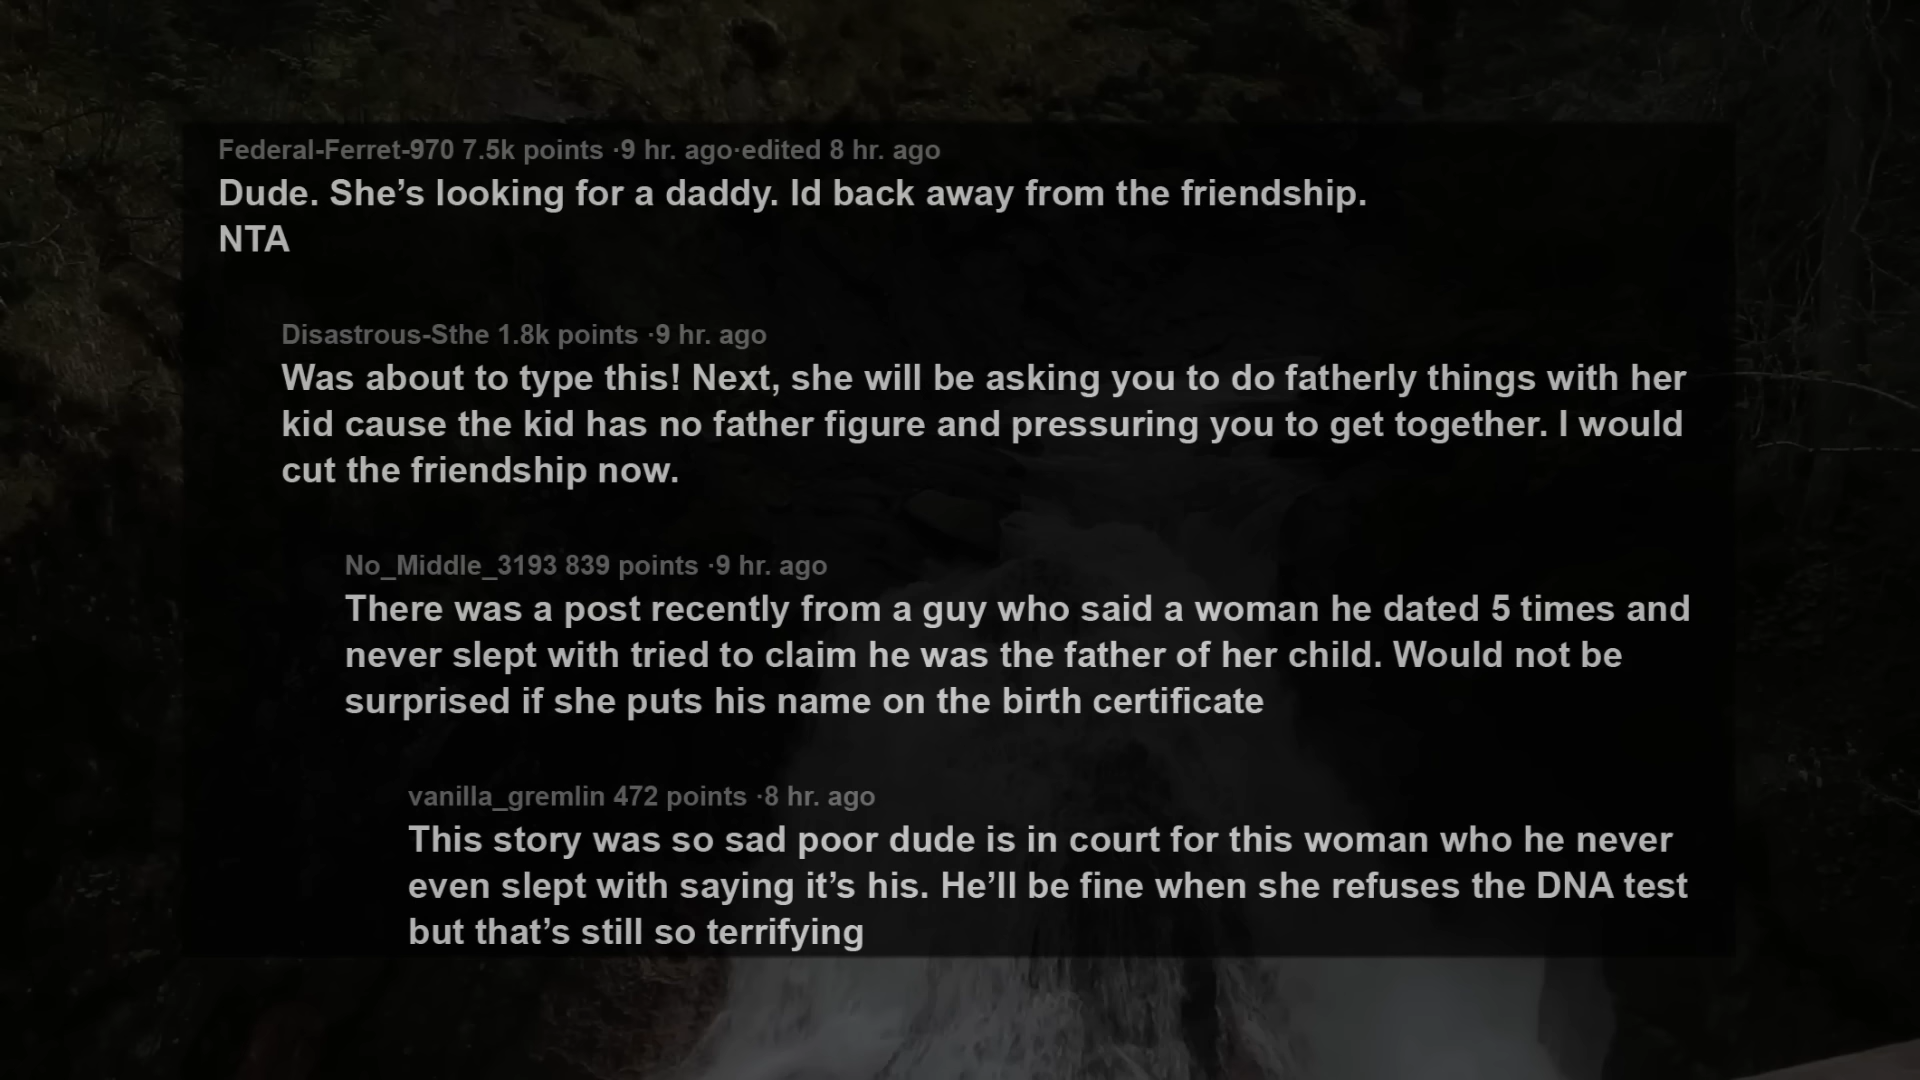 Federal-Ferret-970 7.5k points ·9 hr. ago·edited 8 hr. ago
Dude. She’s looking for a daddy. Id back away from the friendship.
NTA
Disastrous-Sthe 1.8k points ·9 hr. ago
Was about to type this! Next, she will be asking you to do fatherly things with her
kid cause the kid has no father figure and pressuring you to get together. I would
cut the friendship now.
No_Middle_3193 839 points ·9 hr. ago
There was a post recently from a guy who said a woman he dated 5 times and
never slept with tried to claim he was the father of her child. Would not be
surprised if she puts his name on the birth certificate
vanilla_gremlin 472 points ·8 hr. ago
This story was so sad poor dude is in court for this woman who he never
even slept with saying it’s his. He’ll be fine when she refuses the DNA test
but that’s still so terrifying